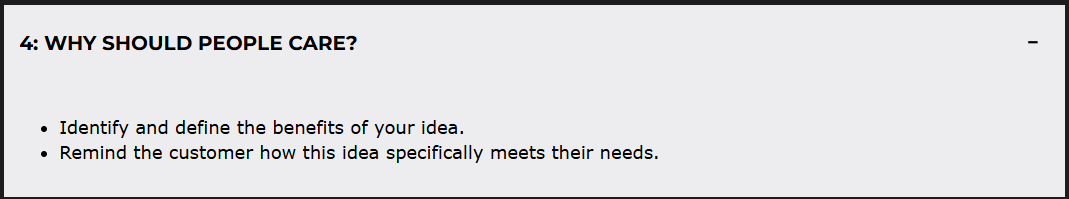 4: WHY SHOULD PEOPLE CARE? –
• Identify and define the benefits of your idea.
• Remind the customer how this idea specifically meets their needs.